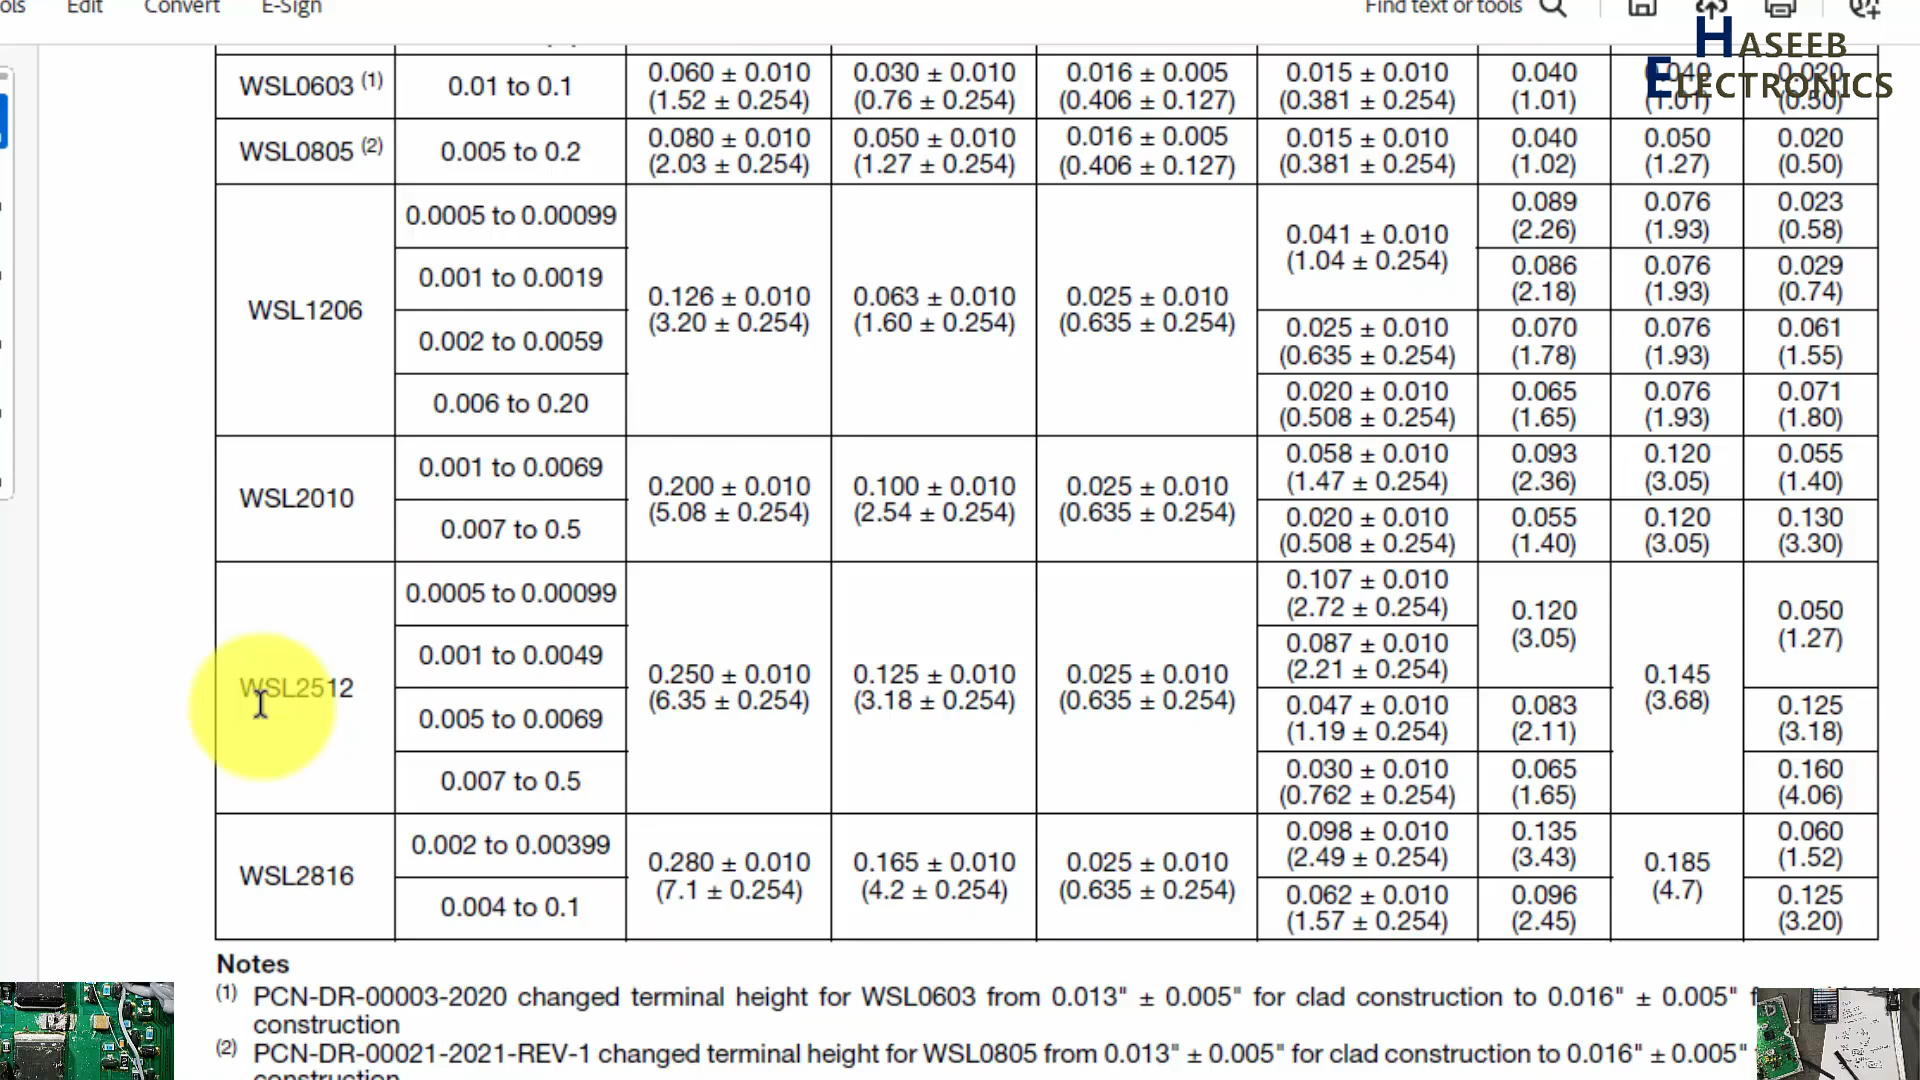 Edit Convert E-Sign Find text or tools
HASEEB
ELECTRONICS
WSL0603 (1) 0.01 to 0.1 0.060 ± 0.010 0.030 ± 0.010 0.016 ± 0.005 0.015 ± 0.010 0.040 0.040 0.020
(1.52 ± 0.254) (0.76 ± 0.254) (0.406 ± 0.127) (0.381 ± 0.254) (1.01) (1.01) (0.50)
WSL0805 (2) 0.005 to 0.2 0.080 ± 0.010 0.050 ± 0.010 0.016 ± 0.005 0.015 ± 0.010 0.040 0.050 0.020
(2.03 ± 0.254) (1.27 ± 0.254) (0.406 ± 0.127) (0.381 ± 0.254) (1.02) (1.27) (0.50)
WSL1206
0.0005 to 0.00099
0.001 to 0.0019
0.002 to 0.0059
0.006 to 0.20
0.126 ± 0.010
(3.20 ± 0.254)
0.063 ± 0.010
(1.60 ± 0.254)
0.025 ± 0.010
(0.635 ± 0.254)
0.041 ± 0.010
(1.04 ± 0.254)
0.089 0.076 0.023
(2.26) (1.93) (0.58)
0.086 0.076 0.029
(2.18) (1.93) (0.74)
0.025 ± 0.010 0.070 0.076 0.061
(0.635 ± 0.254) (1.78) (1.93) (1.55)
0.020 ± 0.010 0.065 0.076 0.071
(0.508 ± 0.254) (1.65) (1.93) (1.80)
WSL2010
0.001 to 0.0069
0.007 to 0.5
0.200 ± 0.010
(5.08 ± 0.254)
0.100 ± 0.010
(2.54 ± 0.254)
0.025 ± 0.010
(0.635 ± 0.254)
0.058 ± 0.010 0.093 0.120 0.055
(1.47 ± 0.254) (2.36) (3.05) (1.40)
0.020 ± 0.010 0.055 0.120 0.130
(0.508 ± 0.254) (1.40) (3.05) (3.30)
WSL2512
0.0005 to 0.00099
0.001 to 0.0049
0.005 to 0.0069
0.007 to 0.5
0.250 ± 0.010
(6.35 ± 0.254)
0.125 ± 0.010
(3.18 ± 0.254)
0.025 ± 0.010
(0.635 ± 0.254)
0.107 ± 0.010
(2.72 ± 0.254)
0.087 ± 0.010
(2.21 ± 0.254)
0.047 ± 0.010
(1.19 ± 0.254)
0.030 ± 0.010
(0.762 ± 0.254)
0.120
(3.05)
0.083
(2.11)
0.065
(1.65)
0.145
(3.68)
0.050
(1.27)
0.125
(3.18)
0.160
(4.06)
WSL2816
0.002 to 0.00399
0.004 to 0.1
0.280 ± 0.010
(7.1 ± 0.254)
0.165 ± 0.010
(4.2 ± 0.254)
0.025 ± 0.010
(0.635 ± 0.254)
0.098 ± 0.010
(2.49 ± 0.254)
0.062 ± 0.010
(1.57 ± 0.254)
0.135
(3.43)
0.096
(2.45)
0.185
(4.7)
0.060
(1.52)
0.125
(3.20)
Notes
(1) PCN-DR-00003-2020 changed terminal height for WSL0603 from 0.013" ± 0.005" for clad construction to 0.016" ± 0.005"
construction
(2) PCN-DR-00021-2021-REV-1 changed terminal height for WSL0805 from 0.013" ± 0.005" for clad construction to 0.016" ± 0.005"
construction